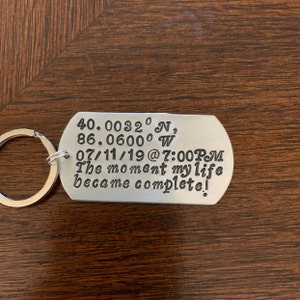 40.0032° N,
86.0600° W
07/11/19 @ 7:00PM
The moment my life
became complete!